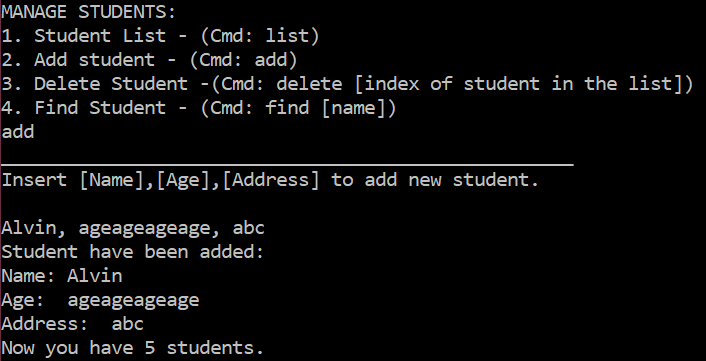 MANAGE STUDENTS:
1. Student List - (Cmd: list)
2. Add student - (Cmd: add)
3. Delete Student -(Cmd: delete [index of student in the list])
4. Find Student - (Cmd: find [name])
add
Insert [Name],[Age],[Address] to add new student.
Alvin, ageageageage, abc
Student have been added:
Name: Alvin
Age:  ageageageage
Address:  abc
Now you have 5 students.